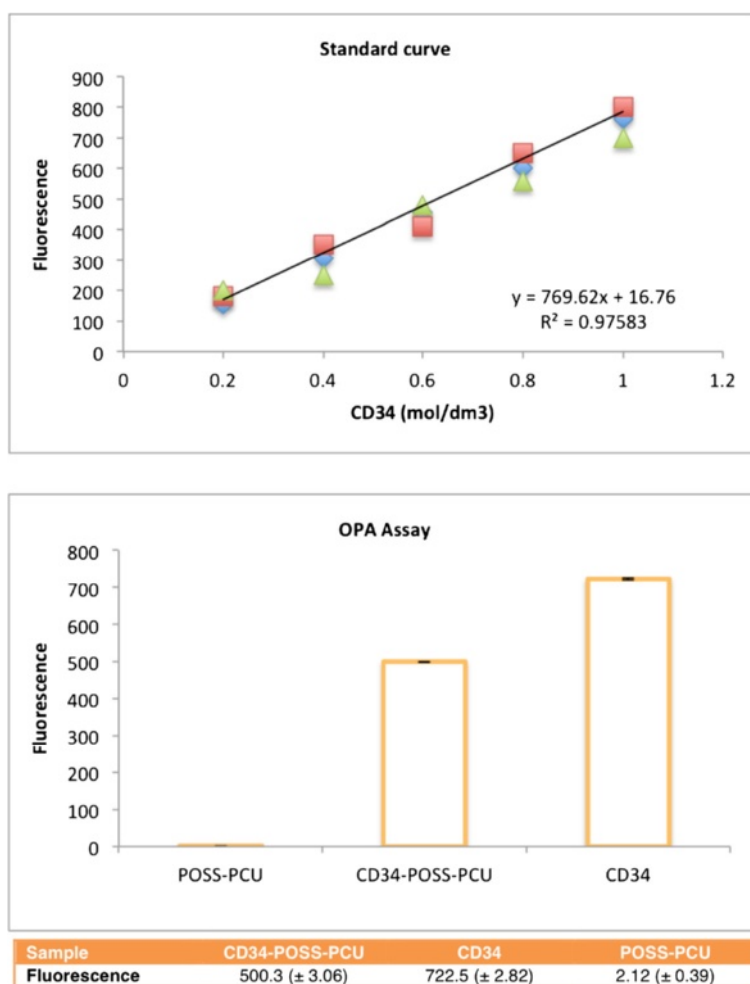 Standard curve
900
800
700
600
500
400
300
200
100
0
Fluorescence
y = 769.62x + 16.76
R² = 0.97583
0 0.2 0.4 0.6 0.8 1 1.2
CD34 (mol/dm3)
OPA Assay
800
700
600
500
400
300
200
100
0
Fluorescence
POSS-PCU CD34-POSS-PCU CD34
Sample CD34-POSS-PCU CD34 POSS-PCU
Fluorescence 500.3 (± 3.06) 722.5 (± 2.82) 2.12 (± 0.39)